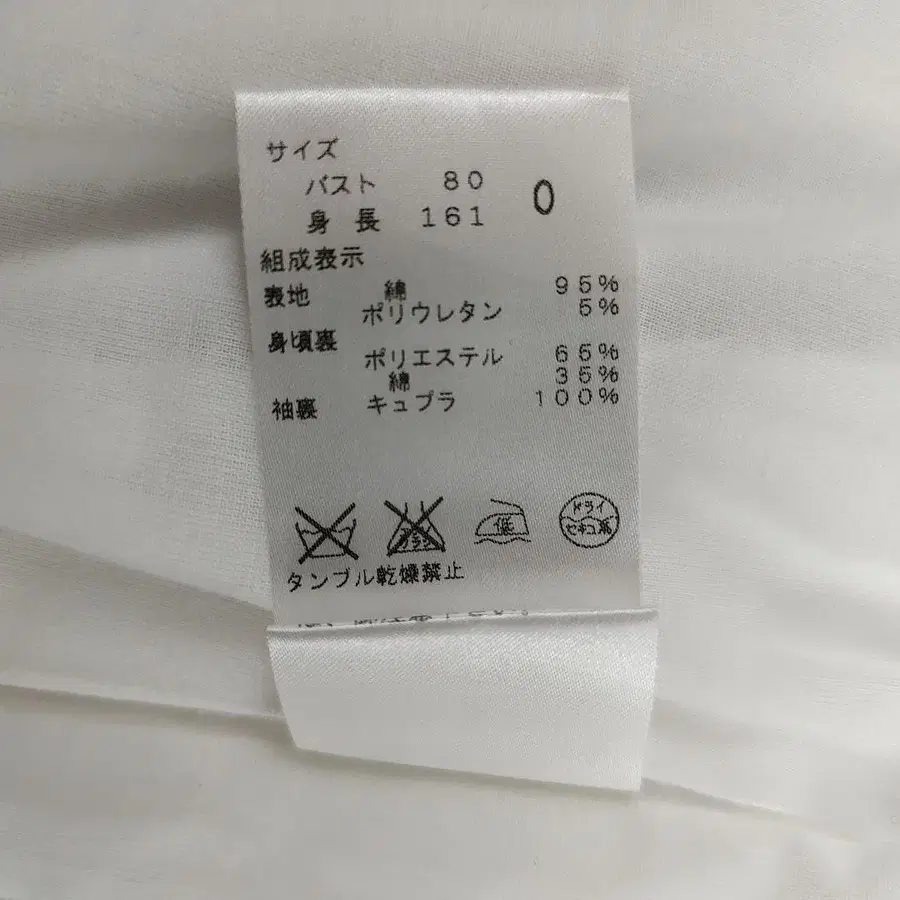 サイズ
バスト 80
身長 161
0
組成表示
表地 綿 95%
ポリウレタン 5%
身頃裏
ポリエステル 65%
綿 35%
袖裏 キュプラ 100%
低
ドライ
セキユ系
タンブル乾燥禁止